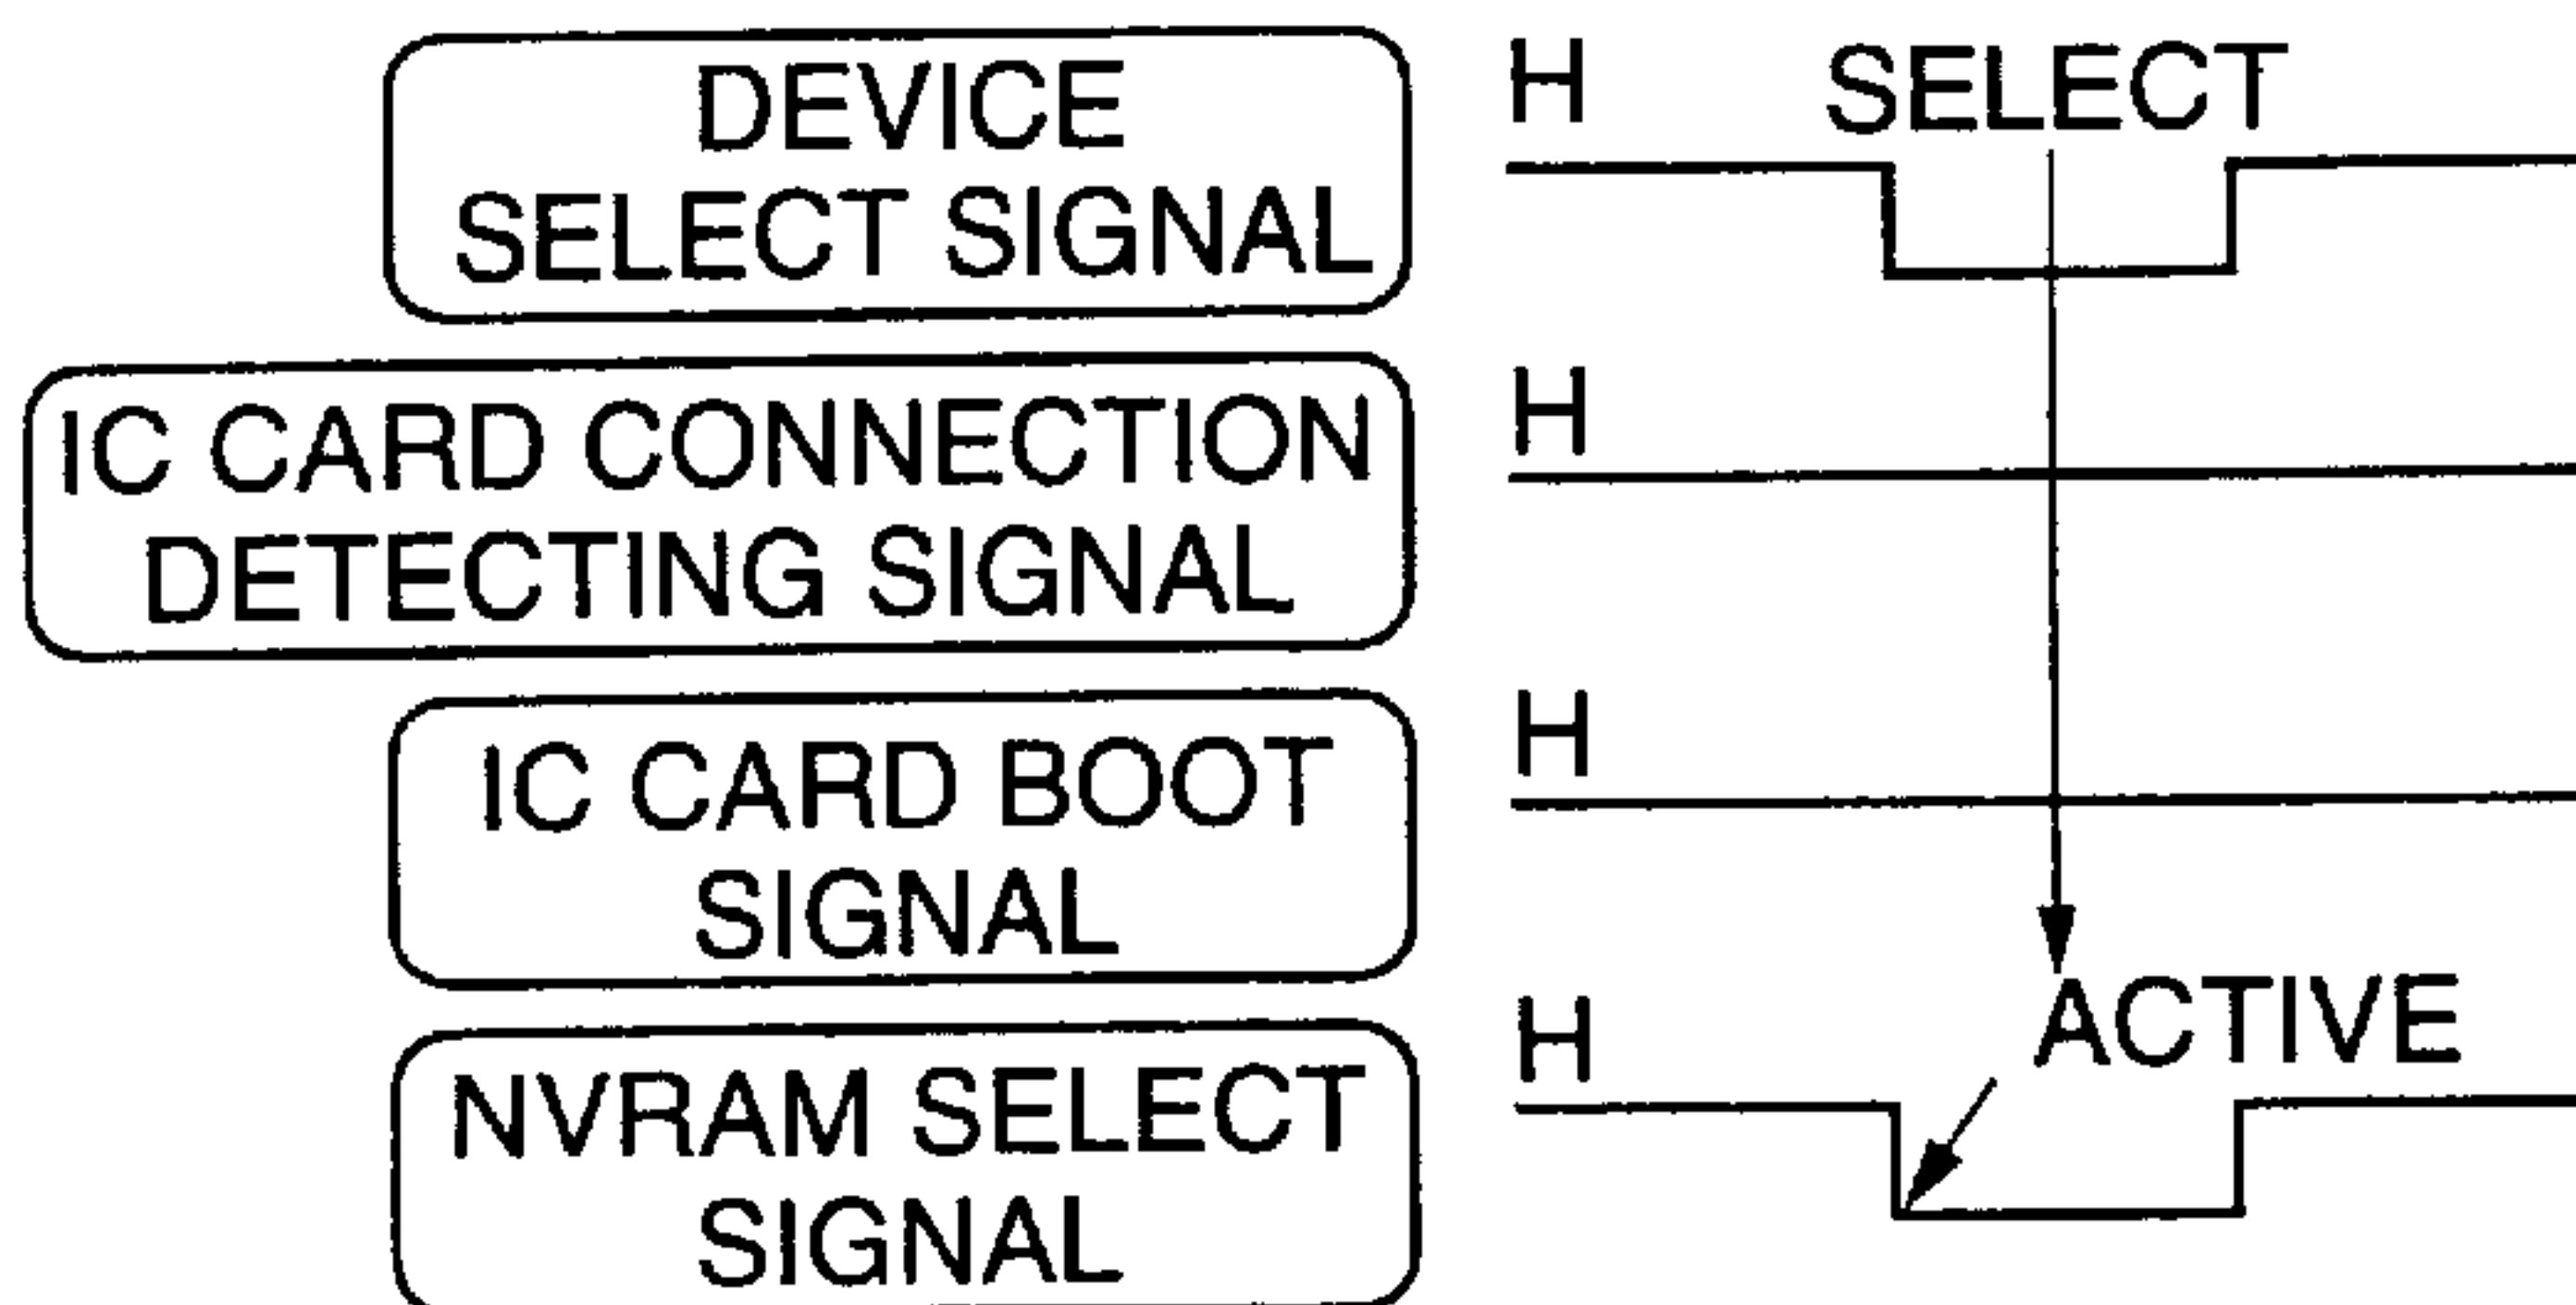 DEVICE
SELECT SIGNAL
H
SELECT
IC CARD CONNECTION
DETECTING SIGNAL
H
IC CARD BOOT
SIGNAL
H
NVRAM SELECT
SIGNAL
H
ACTIVE